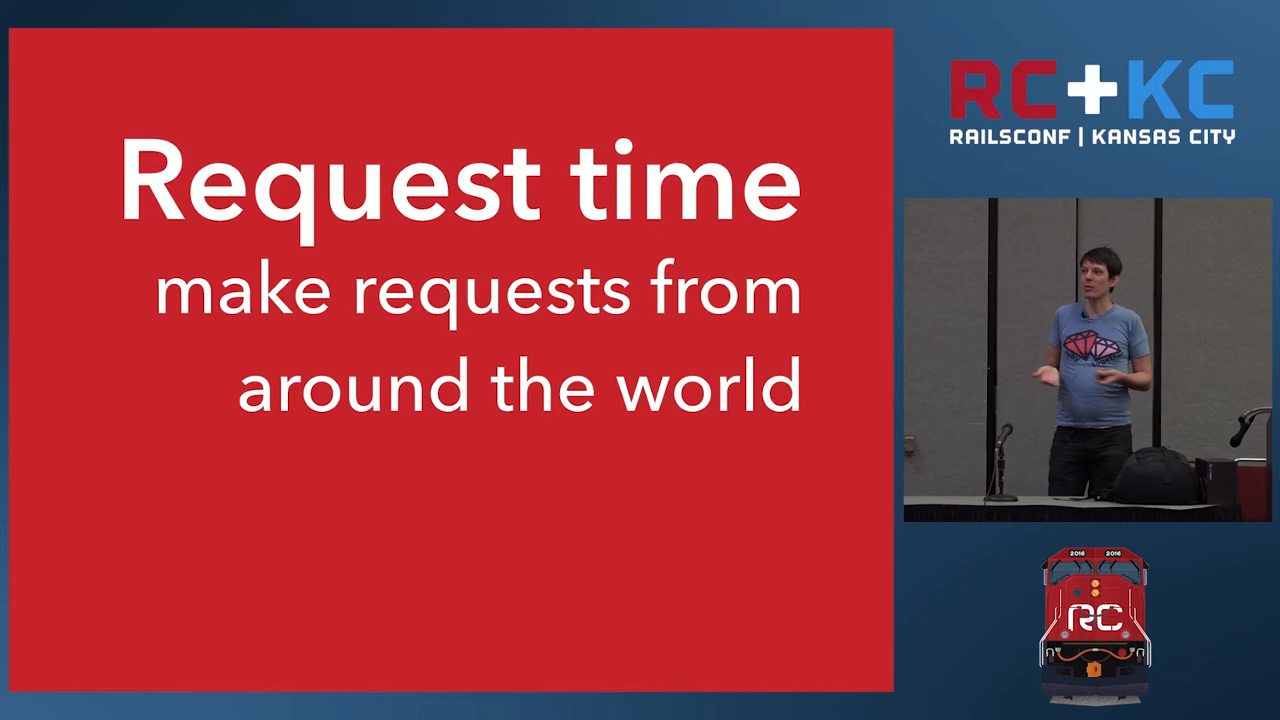 Request time
make requests from
around the world
RC+KC
RAILSCONF | KANSAS CITY
2016 2016
RC